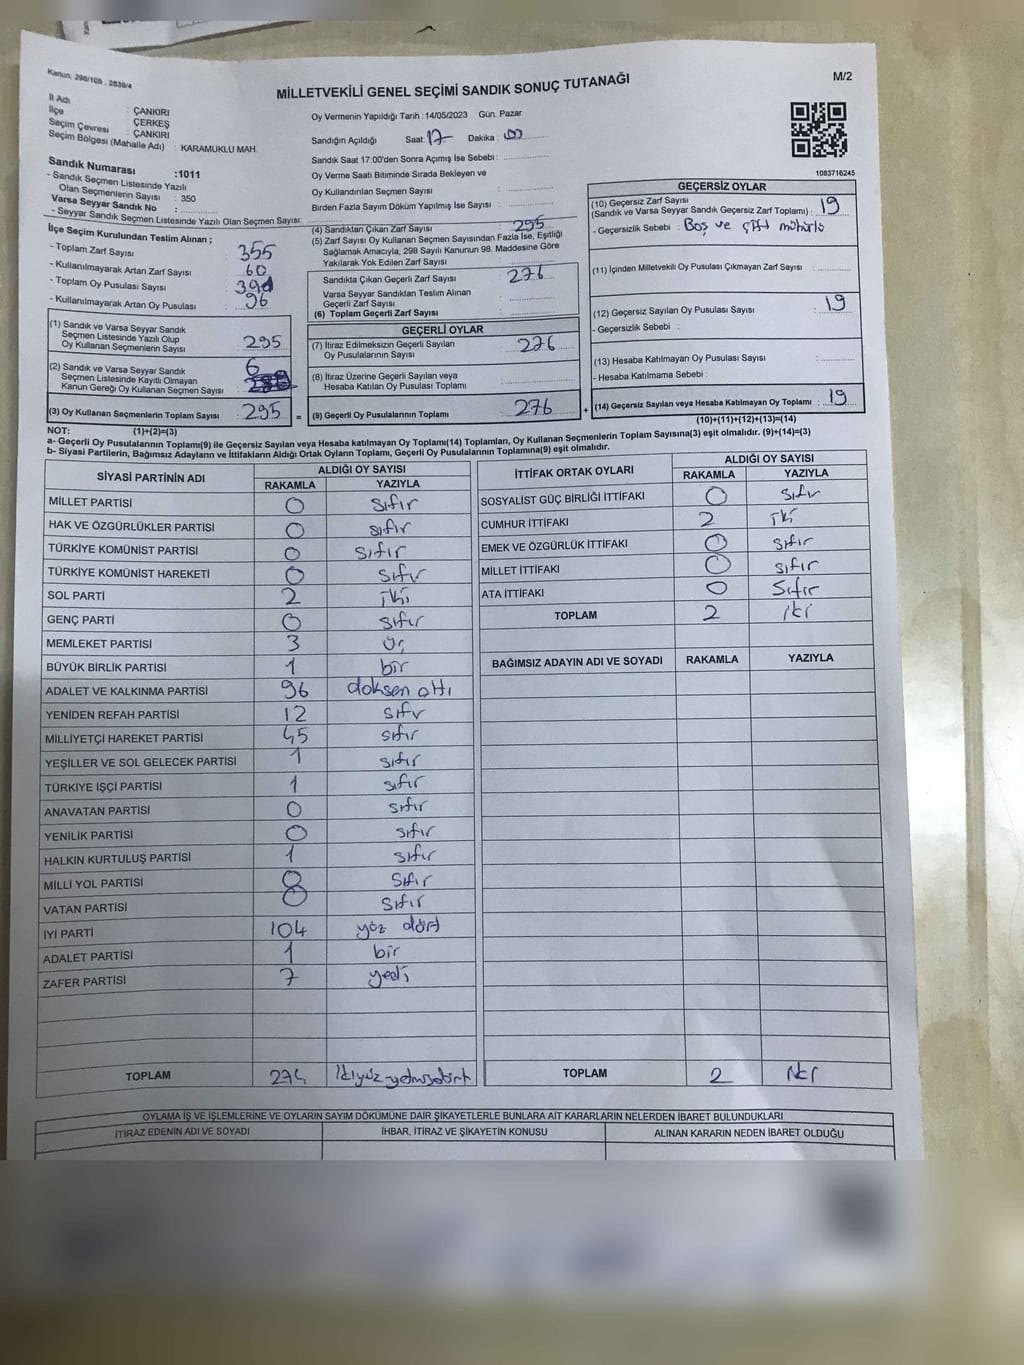 Kanun; 298/105 , 2839/4
MİLLETVEKİLİ GENEL SEÇİMİ SANDIK SONUÇ TUTANAĞI
M/2
İl Adı : ÇANKIRI
İlçe : ÇERKEŞ
Seçim Çevresi : ÇANKIRI
Seçim Bölgesi (Mahalle Adı) : KARAMUKLU MAH.
Oy Vermenin Yapıldığı Tarih :14/05/2023 Gün. Pazar
Sandığın Açıldığı Saat 17 Dakika : 00
Sandık Saat 17:00'den Sonra Açılmış İse Sebebi :
Oy Verme Saati Bitiminde Sırada Bekleyen ve
Oy Kullandırılan Seçmen Sayısı :
Birden Fazla Sayım Döküm Yapılmış İse Sayısı :
1083716245
Sandık Numarası :1011
- Sandık Seçmen Listesinde Yazılı
Olan Seçmenlerin Sayısı : 350
Varsa Seyyar Sandık No :
- Seyyar Sandık Seçmen Listesinde Yazılı Olan Seçmen Sayısı:
İlçe Seçim Kurulundan Teslim Alınan ;
- Toplam Zarf Sayısı : 355
- Kullanılmayarak Artan Zarf Sayısı : 60
- Toplam Oy Pusulası Sayısı :
- Kullanılmayarak Artan Oy Pusulası : 96
(4) Sandıktan Çıkan Zarf Sayısı 295
(5) Zarf Sayısı Oy Kullanan Seçmen Sayısından Fazla İse, Eşitliği
Sağlamak Amacıyla, 298 Sayılı Kanunun 98. Maddesine Göre
Yakılarak Yok Edilen Zarf Sayısı :
Sandıkta Çıkan Geçerli Zarf Sayısı : 276
Varsa Seyyar Sandıktan Teslim Alınan
Geçerli Zarf Sayısı :
(6) Toplam Geçerli Zarf Sayısı :
GEÇERSİZ OYLAR
(10) Geçersiz Zarf Sayısı
(Sandık ve Varsa Seyyar Sandık Geçersiz Zarf Toplamı) : 19
- Geçersizlik Sebebi : Boş ve çift mühürlü
(11) İçinden Milletvekili Oy Pusulası Çıkmayan Zarf Sayısı :
(12) Geçersiz Sayılan Oy Pusulası Sayısı : 19
- Geçersizlik Sebebi :
(13) Hesaba Katılmayan Oy Pusulası Sayısı :
- Hesaba Katılmama Sebebi :
(14) Geçersiz Sayılan veya Hesaba Katılmayan Oy Toplamı : 19
(10)+(11)+(12)+(13)=(14)
(1) Sandık ve Varsa Seyyar Sandık
Seçmen Listesinde Yazılı Olup
Oy Kullanan Seçmenlerin Sayısı : 295
(2) Sandık ve Varsa Seyyar Sandık
Seçmen Listesinde Kayıtlı Olmayan
Kanun Gereği Oy Kullanan Seçmen Sayısı : 6
(3) Oy Kullanan Seçmenlerin Toplam Sayısı : 295 =
(1)+(2)=(3)
GEÇERLİ OYLAR
(7) İtiraz Edilmeksizin Geçerli Sayılan
Oy Pusulalarının Sayısı : 276
(8) İtiraz Üzerine Geçerli Sayılan veya
Hesaba Katılan Oy Pusulası Toplamı :
(9) Geçerli Oy Pusulalarının Toplamı : 276 +
NOT:
a- Geçerli Oy Pusulalarının Toplamı(9) ile Geçersiz Sayılan veya Hesaba katılmayan Oy Toplamı(14) Toplamları, Oy Kullanan Seçmenlerin Toplam Sayısına(3) eşit olmalıdır. (9)+(14)=(3)
b- Siyasi Partilerin, Bağımsız Adayların ve İttifakların Aldığı Ortak Oyların Toplamı, Geçerli Oy Pusulalarının Toplamına(9) eşit olmalıdır.
SİYASİ PARTİNİN ADI ALDIĞI OY SAYISI
RAKAMLA YAZIYLA
MİLLET PARTİSİ 0 sıfır
HAK VE ÖZGÜRLÜKLER PARTİSİ 0 sıfır
TÜRKİYE KOMÜNİST PARTİSİ 0 sıfır
TÜRKİYE KOMÜNİST HAREKETİ 0 sıfır
SOL PARTİ 2 iki
GENÇ PARTİ 0 sıfır
MEMLEKET PARTİSİ 3 üç
BÜYÜK BİRLİK PARTİSİ 1 bir
ADALET VE KALKINMA PARTİSİ 96 doksen altı
YENİDEN REFAH PARTİSİ 12 sıfır
MİLLİYETÇİ HAREKET PARTİSİ 45 sıfır
YEŞİLLER VE SOL GELECEK PARTİSİ 1 sıfır
TÜRKİYE İŞÇİ PARTİSİ 1 sıfır
ANAVATAN PARTİSİ 0 sıfır
YENİLİK PARTİSİ 0 sıfır
HALKIN KURTULUŞ PARTİSİ 1 sıfır
MİLLİ YOL PARTİSİ 0 sıfır
VATAN PARTİSİ 0 sıfır
İYİ PARTİ 104 yüz dört
ADALET PARTİSİ 1 bir
ZAFER PARTİSİ 7 yedi
TOPLAM 274 İkiyüz-yetmişdört
İTTİFAK ORTAK OYLARI ALDIĞI OY SAYISI
RAKAMLA YAZIYLA
SOSYALİST GÜÇ BİRLİĞİ İTTİFAKI 0 sıfır
CUMHUR İTTİFAKI 2 iki
EMEK VE ÖZGÜRLÜK İTTİFAKI 0 sıfır
MİLLET İTTİFAKI 0 sıfır
ATA İTTİFAKI 0 Sıfır
TOPLAM 2 iki
BAĞIMSIZ ADAYIN ADI VE SOYADI RAKAMLA YAZIYLA
TOPLAM 2 iki
OYLAMA İŞ VE İŞLEMLERİNE VE OYLARIN SAYIM DÖKÜMÜNE DAİR ŞİKAYETLERLE BUNLARA AİT KARARLARIN NELERDEN İBARET BULUNDUKLARI
İTİRAZ EDENİN ADI VE SOYADI İHBAR, İTİRAZ VE ŞİKAYETİN KONUSU ALINAN KARARIN NEDEN İBARET OLDUĞU